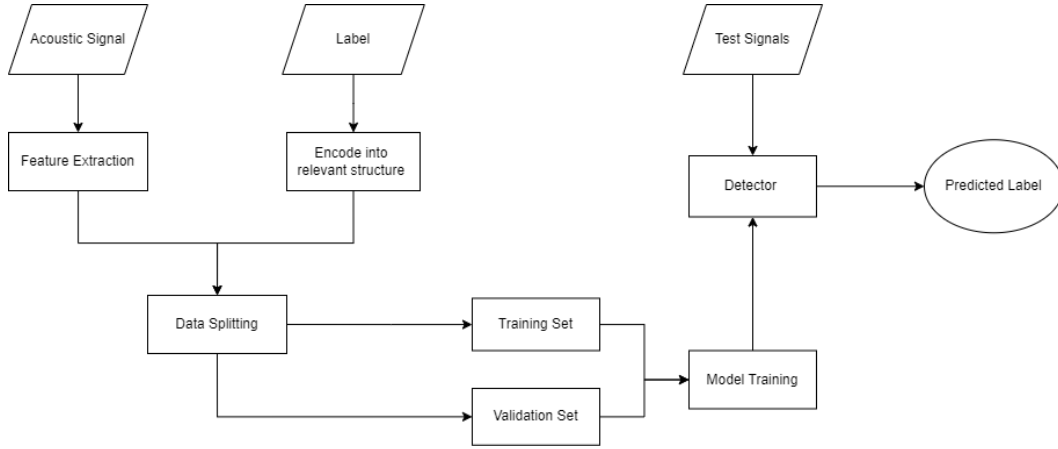 Acoustic Signal
Label
Test Signals
Feature Extraction
Encode into
relevant structure
Detector
Predicted Label
Data Splitting
Training Set
Model Training
Validation Set